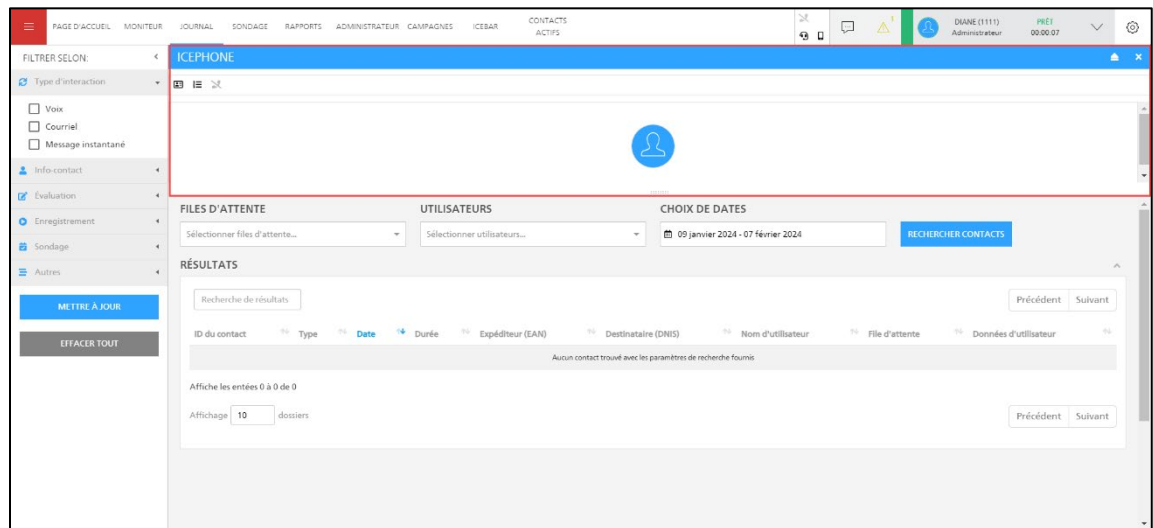 PAGE D'ACCUEIL MONITEUR JOURNAL SONDAGE RAPPORTS ADMINISTRATEUR CAMPAGNES ICEBAR CONTACTS ACTIFS
1
DIANE (1111)
Administrateur
PRÊT
00:00:07
FILTRER SELON:
Type d'interaction
Voix
Courriel
Message instantané
Info-contact
Évaluation
Enregistrement
Sondage
Autres
METTRE À JOUR
EFFACER TOUT
ICEPHONE
FILES D'ATTENTE UTILISATEURS CHOIX DE DATES
Sélectionner files d'attente... Sélectionner utilisateurs... 09 janvier 2024 - 07 février 2024 RECHERCHER CONTACTS
RÉSULTATS
Recherche de résultats Précédent Suivant
ID du contact Type Date Durée Expéditeur (EAN) Destinataire (DNIS) Nom d'utilisateur File d'attente Données d'utilisateur
Aucun contact trouvé avec les paramètres de recherche fournis
Affiche les entées 0 à 0 de 0
Affichage 10 dossiers Précédent Suivant